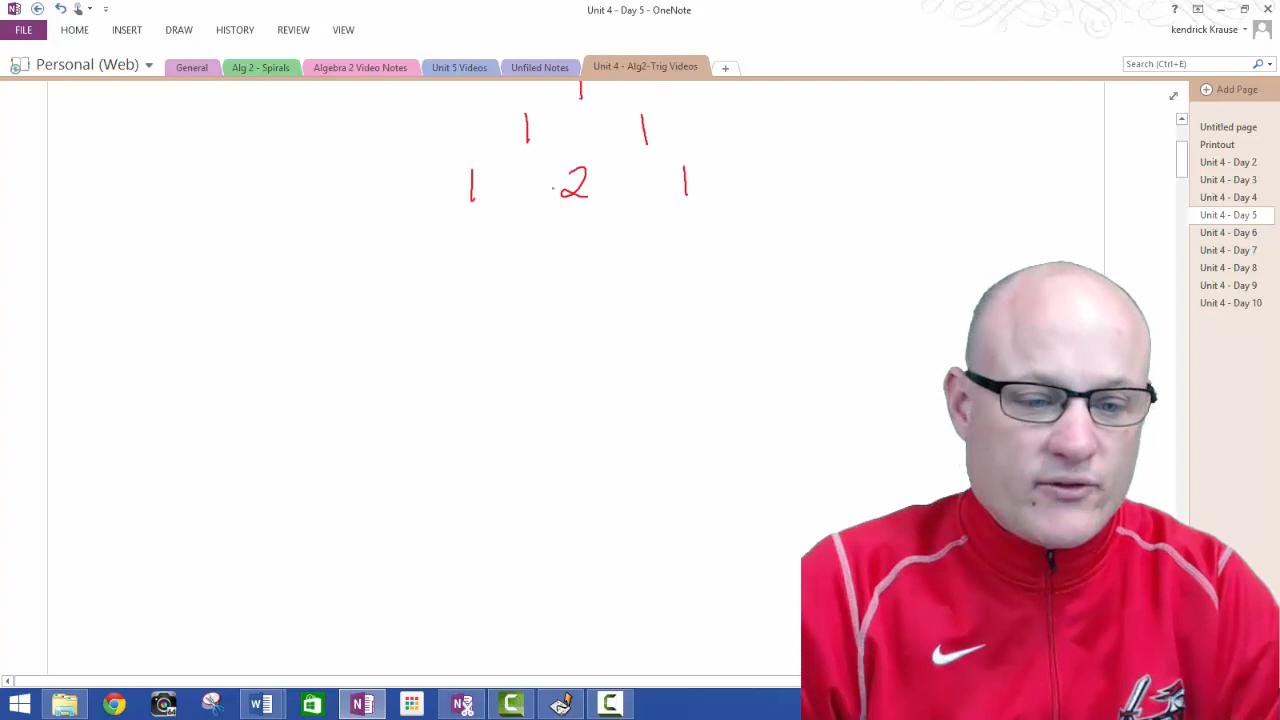 Unit 4 - Day 5 - OneNote
FILE HOME INSERT DRAW HISTORY REVIEW VIEW
kendrick Krause
Personal (Web) General Alg 2 - Spirals Algebra 2 Video Notes Unit 5 Videos Unfiled Notes Unit 4 - Alg2-Trig Videos
Search (Ctrl+E)
Add Page
Untitled page
Printout
Unit 4 - Day 2
Unit 4 - Day 3
Unit 4 - Day 4
Unit 4 - Day 5
Unit 4 - Day 6
Unit 4 - Day 7
Unit 4 - Day 8
Unit 4 - Day 9
Unit 4 - Day 10
1
1 1
1 2 1